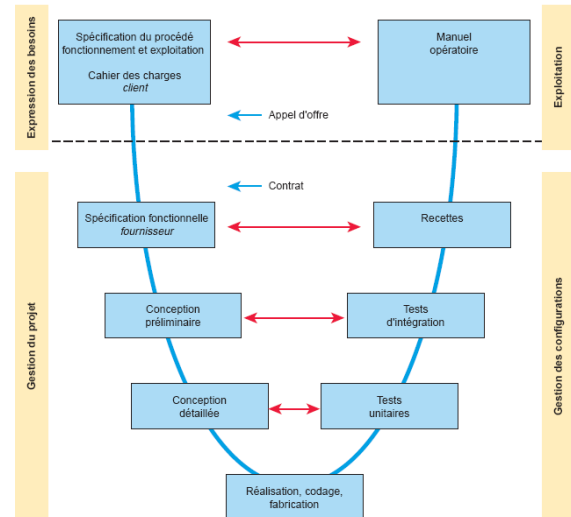 Expression des besoins
Spécification du procédé
fonctionnement et exploitation
Cahier des charges
client
Manuel
opératoire
Exploitation
Appel d'offre
Contrat
Gestion du projet
Spécification fonctionnelle
fournisseur
Recettes
Gestion des configurations
Conception
préliminaire
Tests
d'intégration
Conception
détaillée
Tests
unitaires
Réalisation, codage,
fabrication